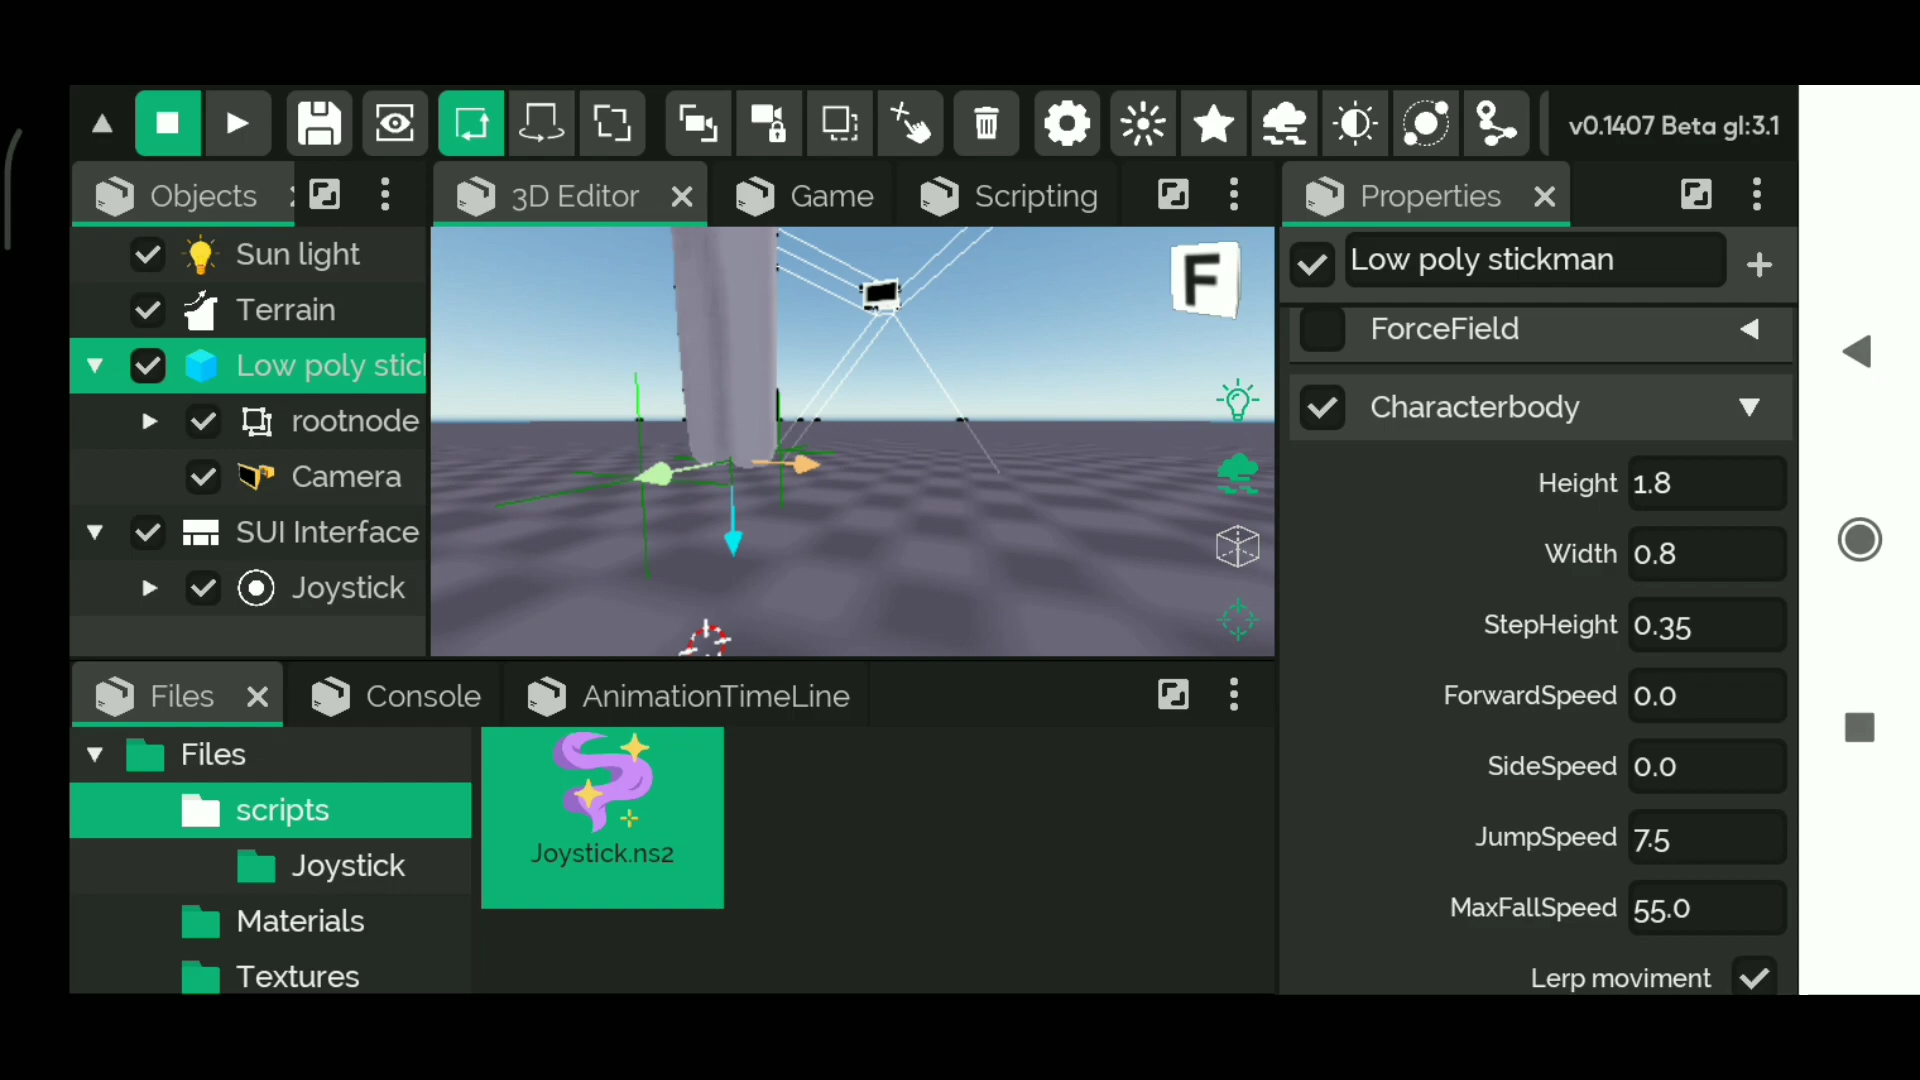 v0.1407 Beta gl:3.1
Objects
3D Editor
Game
Scripting
Properties
Sun light
Terrain
Low poly stic
rootnode
Camera
SUI Interface
Joystick
F
Low poly stickman
ForceField
Characterbody
Height 1.8
Width 0.8
StepHeight 0.35
ForwardSpeed 0.0
SideSpeed 0.0
JumpSpeed 7.5
MaxFallSpeed 55.0
Lerp moviment
Files
Console
AnimationTimeLine
Files
scripts
Joystick
Materials
Textures
Joystick.ns2